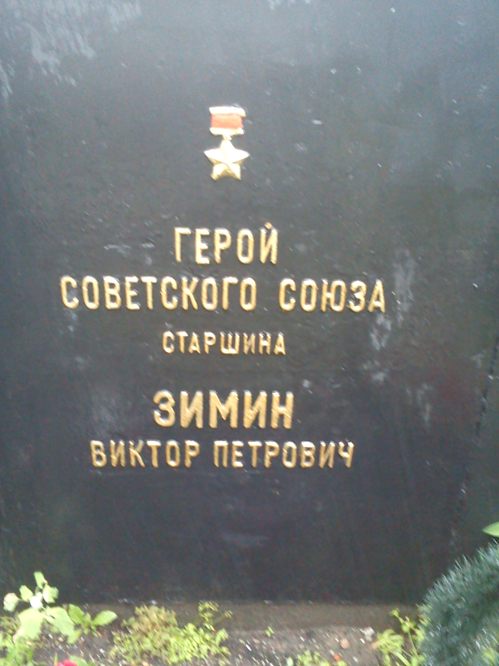 ГЕРОЙ
СОВЕТСКОГО СОЮЗА
СТАРШИНА
ЗИМИН
ВИКТОР ПЕТРОВИЧ